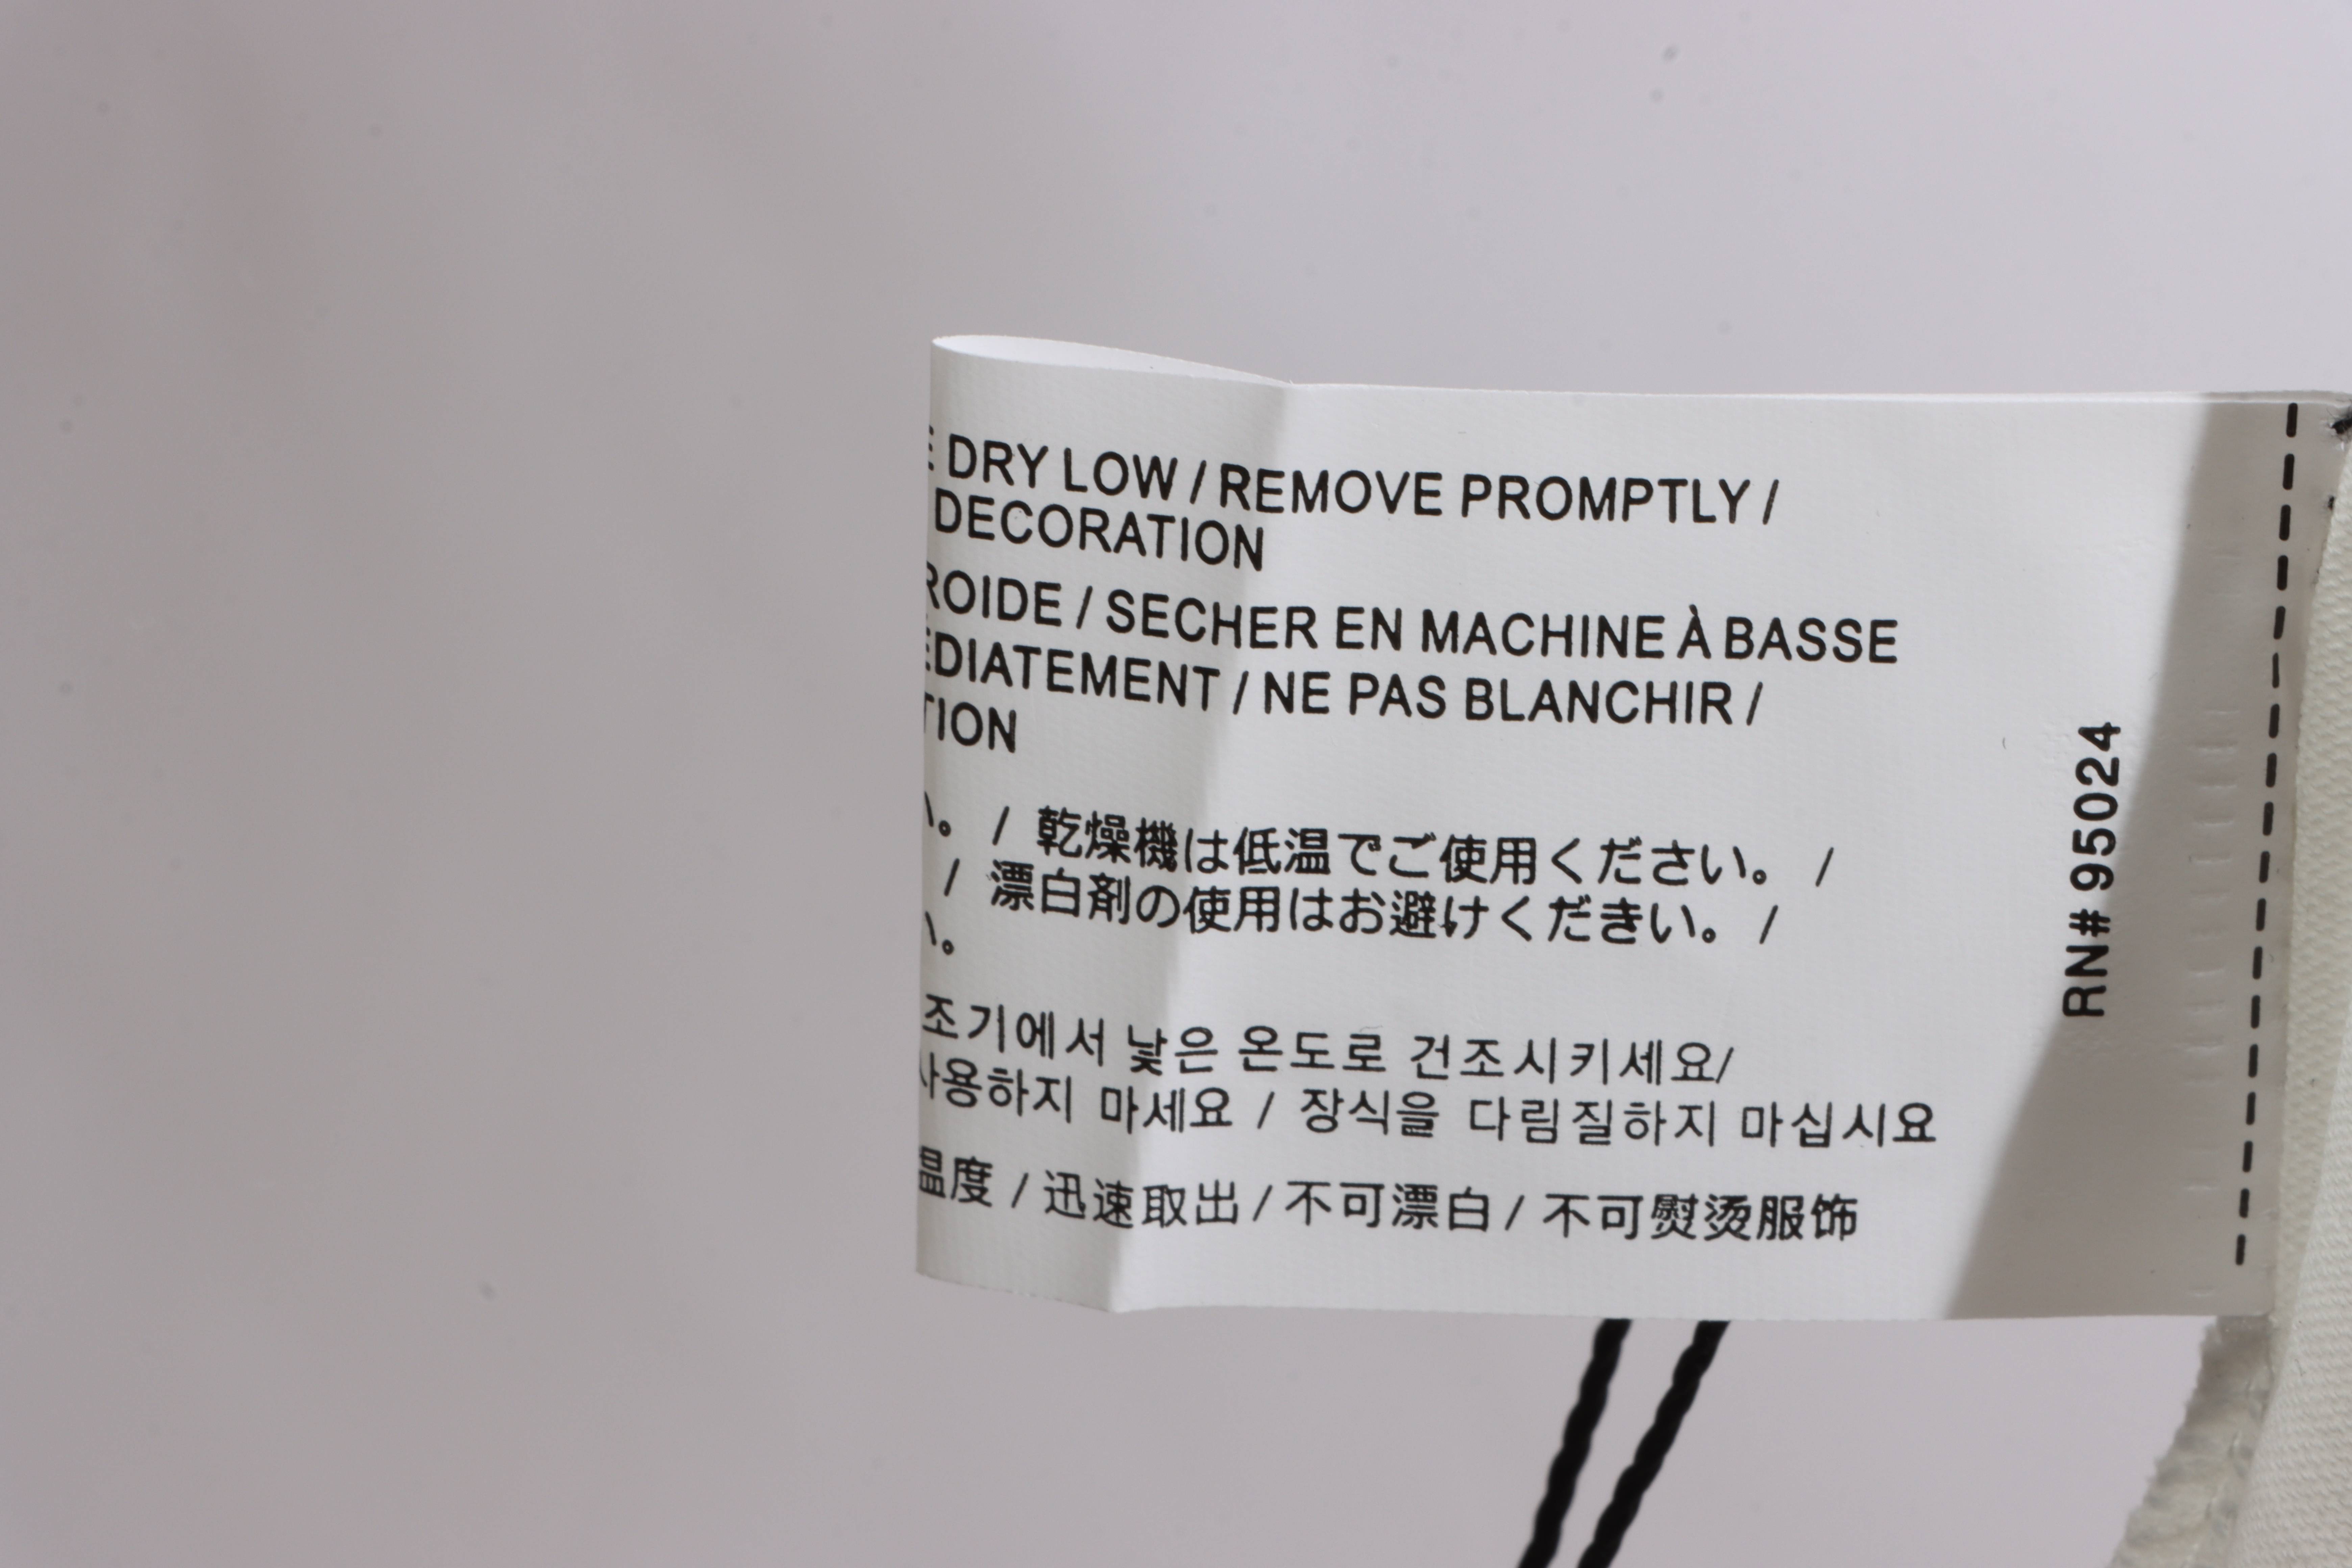 DRY LOW / REMOVE PROMPTLY /
DECORATION
ROIDE / SECHER EN MACHINE À BASSE
ÉDIATEMENT / NE PAS BLANCHIR /
TION
。 / 乾燥機は低温でご使用ください。 /
/ 漂白剤の使用はお避けくだきい。 /
。
조기에서 낮은 온도로 건조시키세요/
사용하지 마세요 / 장식을 다림질하지 마십시요
温度 / 迅速取出 / 不可漂白 / 不可熨烫服饰
RN# 95024